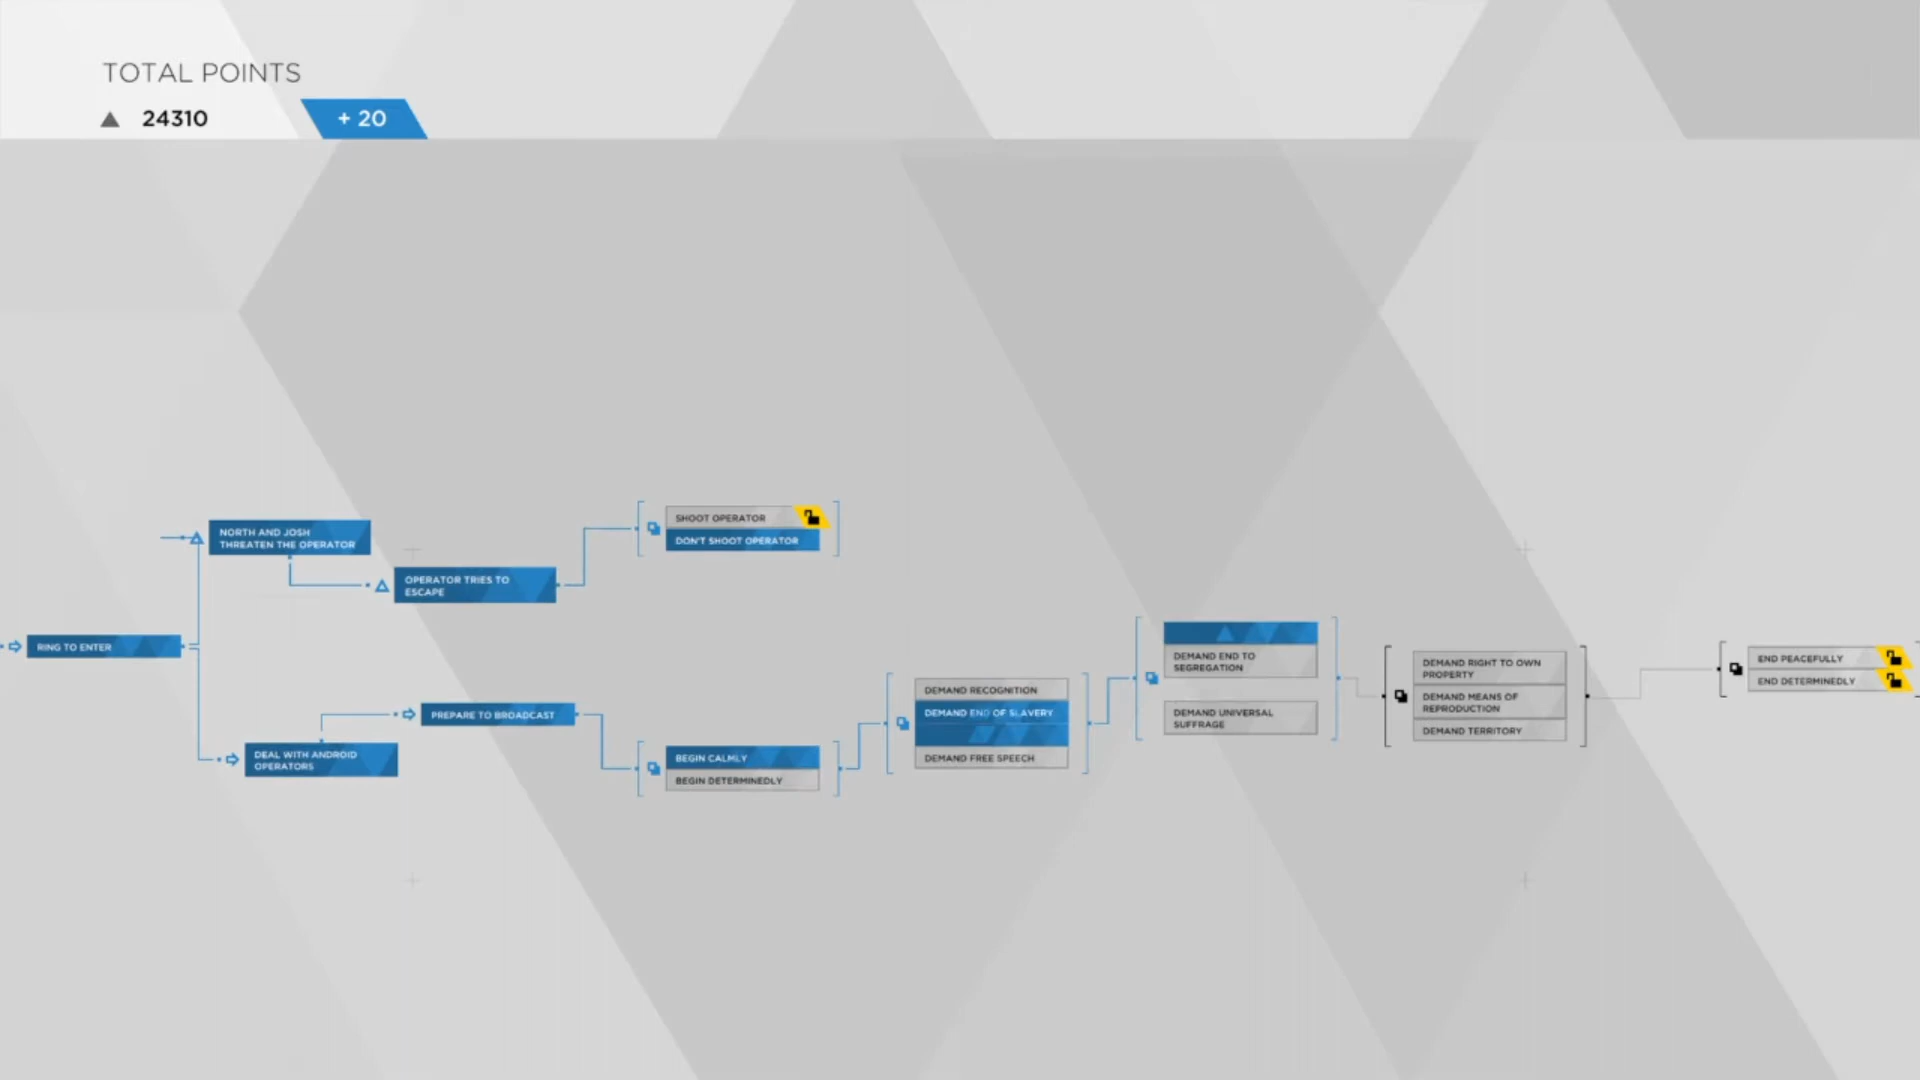 TOTAL POINTS
24310
+ 20
SHOOT OPERATOR
DON'T SHOOT OPERATOR
NORTH AND JOSH
THREATEN THE OPERATOR
OPERATOR TRIES TO
ESCAPE
RING TO ENTER
DEAL WITH ANDROID
OPERATORS
PREPARE TO BROADCAST
BEGIN CALMLY
BEGIN DETERMINEDLY
DEMAND RECOGNITION
DEMAND END OF SLAVERY
DEMAND FREE SPEECH
DEMAND END TO
SEGREGATION
DEMAND UNIVERSAL
SUFFRAGE
DEMAND RIGHT TO OWN
PROPERTY
DEMAND MEANS OF
REPRODUCTION
DEMAND TERRITORY
END PEACEFULLY
END DETERMINEDLY